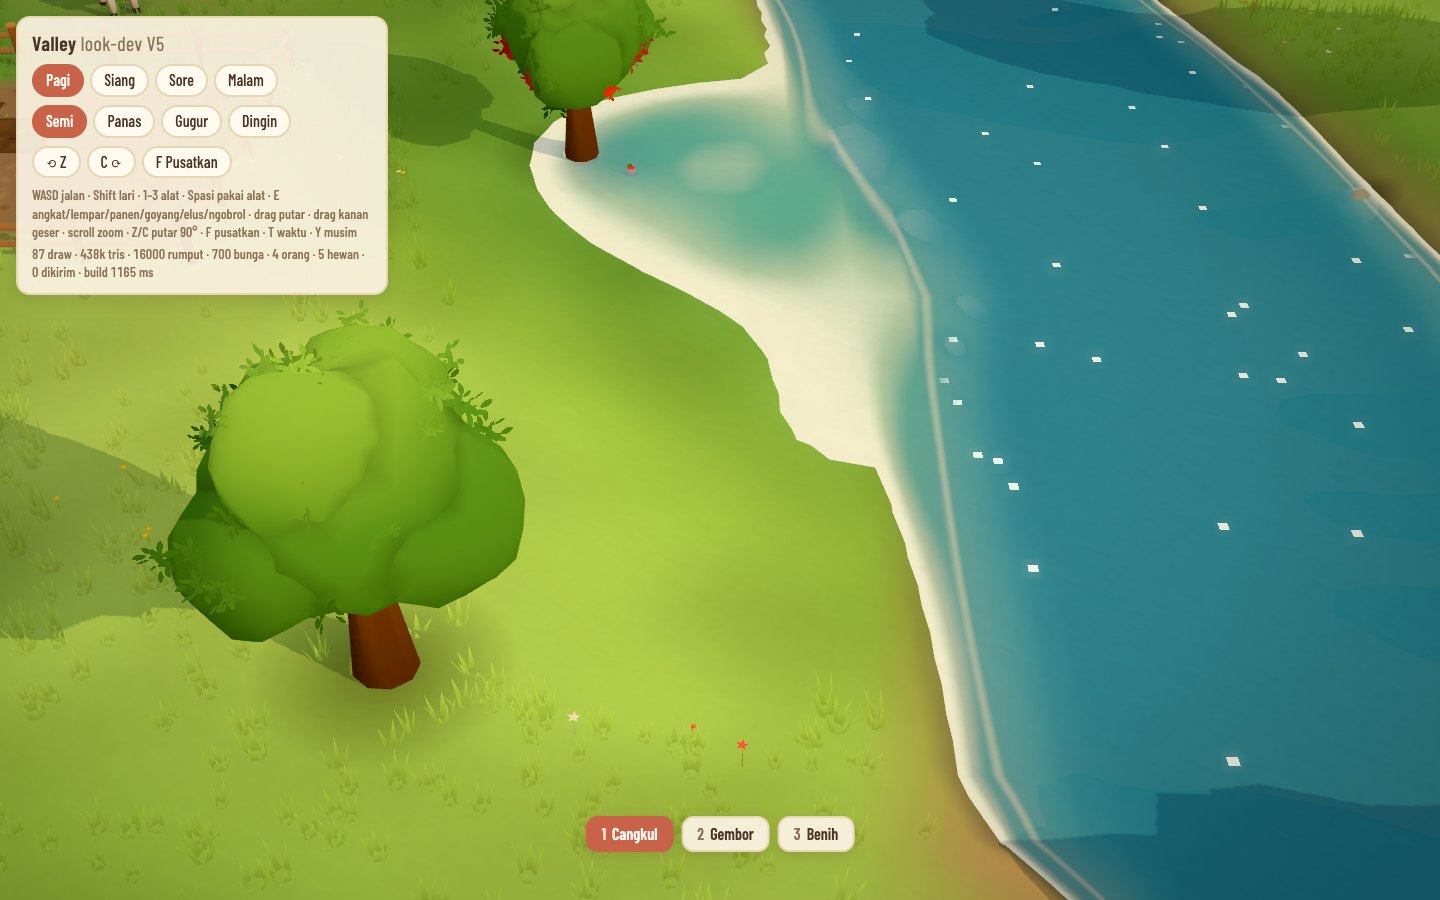 Valley look-dev V5
Pagi Siang Sore Malam
Semi Panas Gugur Dingin
⟲ Z C ⟳ F Pusatkan
WASD jalan · Shift lari · 1–3 alat · Spasi pakai alat · E
angkat/lempar/panen/goyang/elus/ngobrol · drag putar · drag kanan
geser · scroll zoom · Z/C putar 90° · F pusatkan · T waktu · Y musim
87 draw · 438k tris · 16000 rumput · 700 bunga · 4 orang · 5 hewan ·
0 dikirim · build 1165 ms
1 Cangkul 2 Gembor 3 Benih